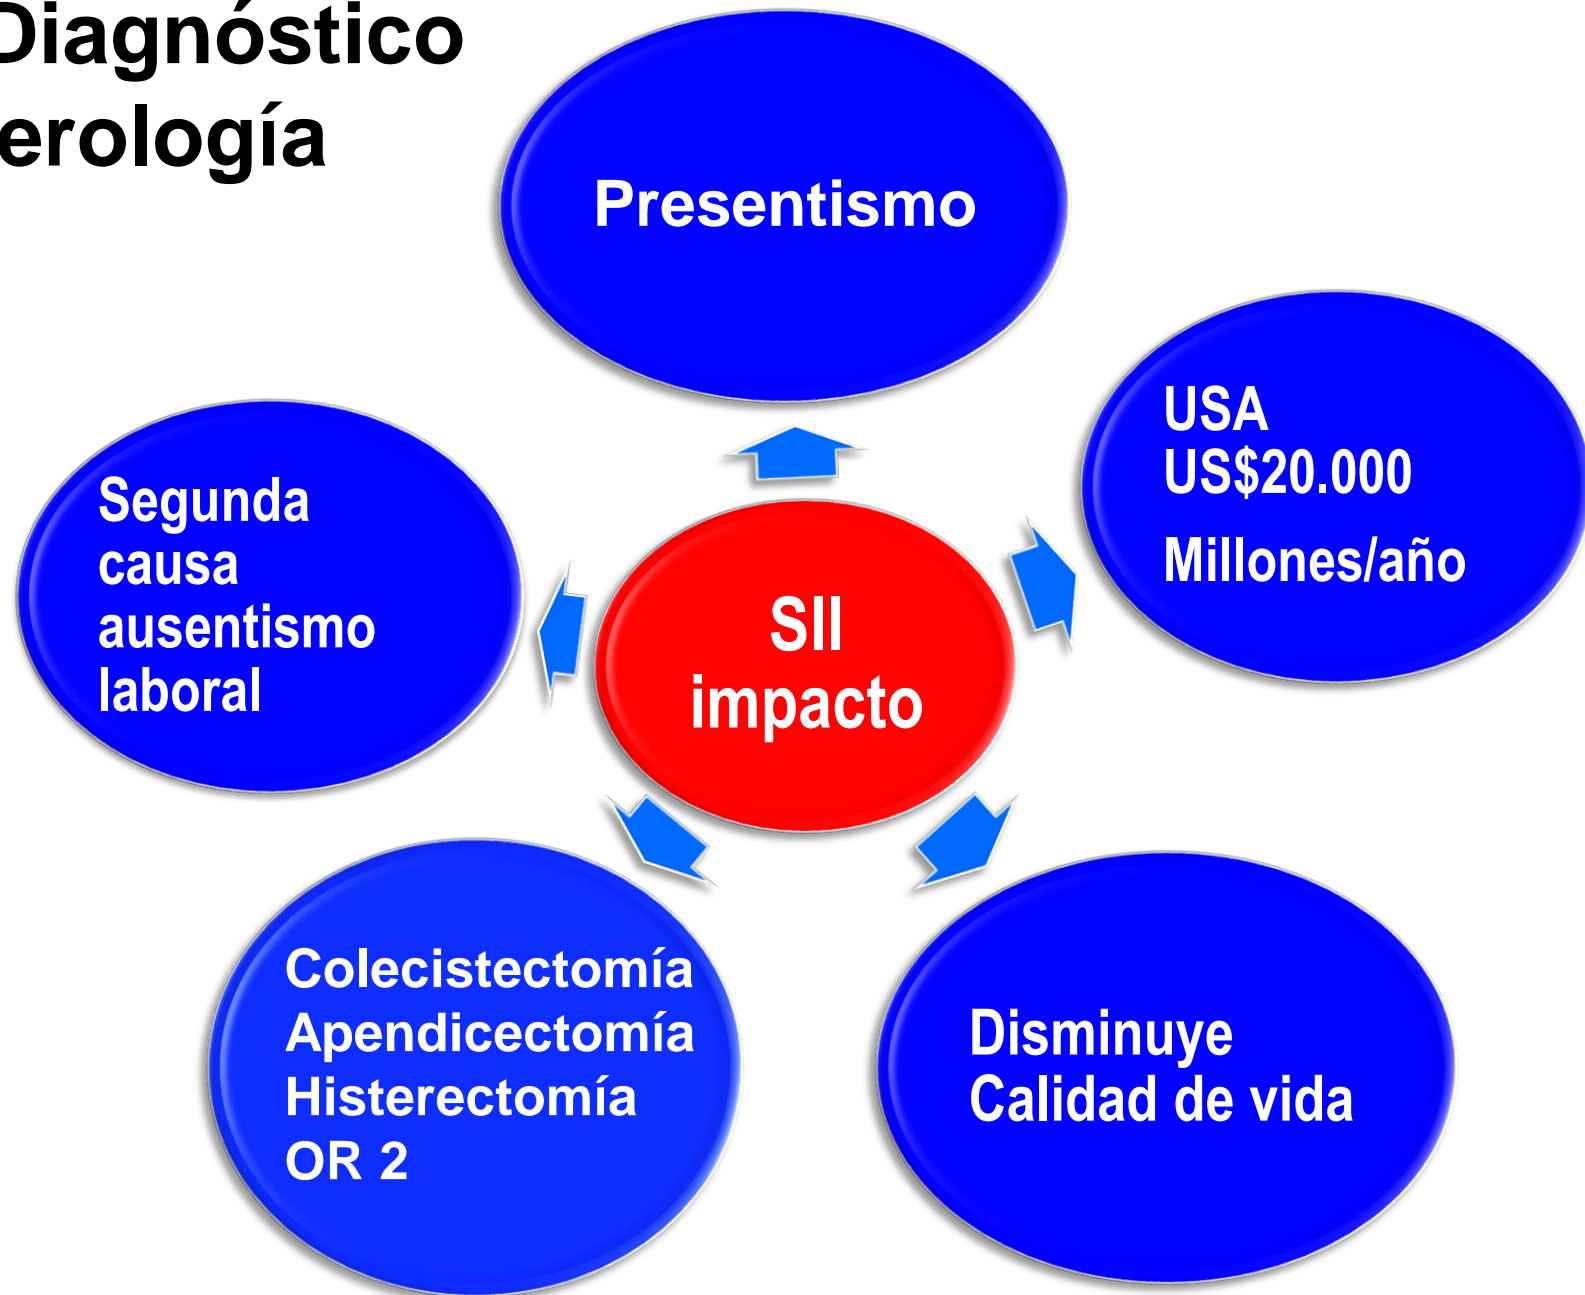 Diagnóstico
erología
Presentismo
USA
US$20.000
Millones/año
Segunda
causa
ausentismo
laboral
SII
impacto
Colecistectomía
Apendicectomía
Histerectomía
OR 2
Disminuye
Calidad de vida